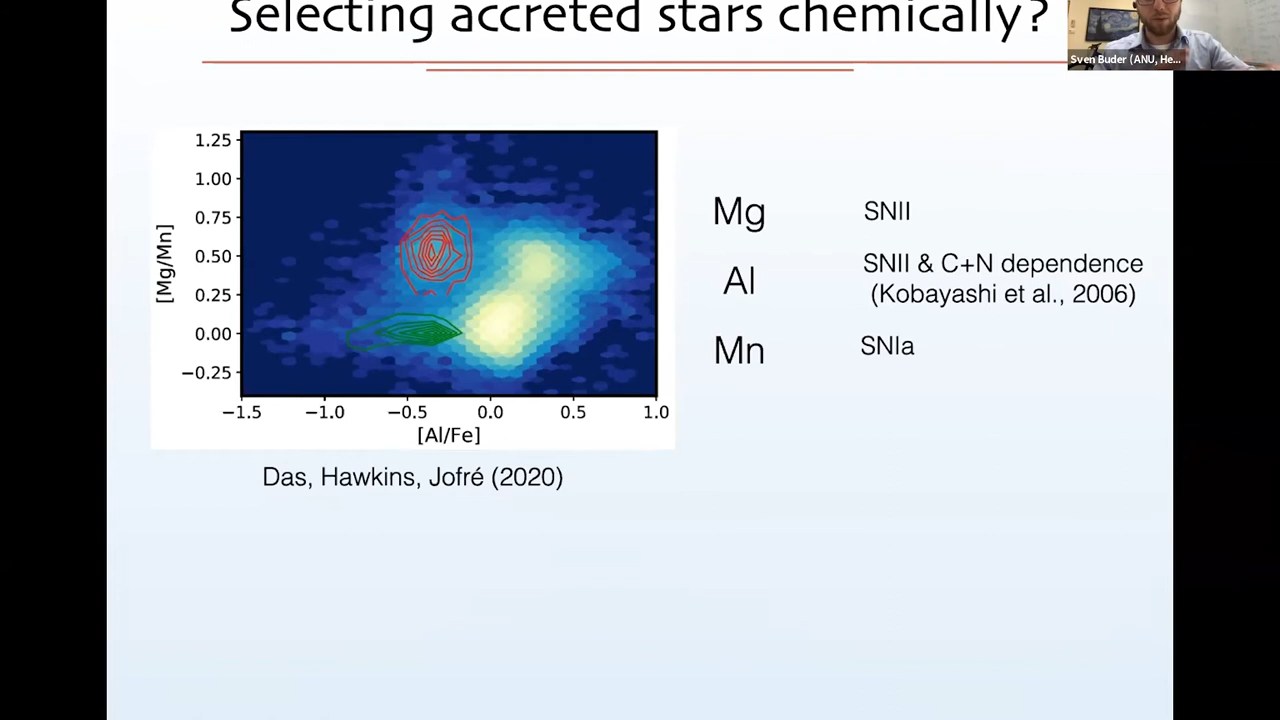 Selecting accreted stars chemically?
Sven Buder (ANU, He...
1.25
1.00
0.75
0.50
0.25
0.00
−0.25
[Mg/Mn]
−1.5 −1.0 −0.5 0.0 0.5 1.0
[Al/Fe]
Das, Hawkins, Jofré (2020)
Mg SNII
Al SNII & C+N dependence
(Kobayashi et al., 2006)
Mn SNIa